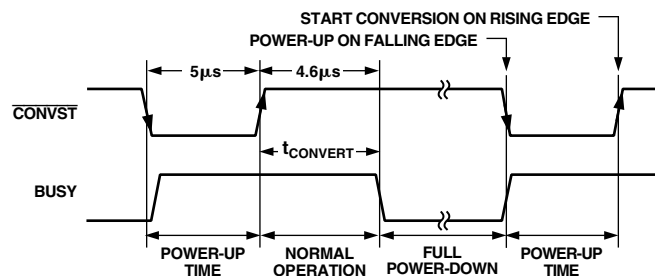 START CONVERSION ON RISING EDGE
POWER-UP ON FALLING EDGE
5µs
4.6µs
CONVST
tCONVERT
BUSY
POWER-UP
TIME
NORMAL
OPERATION
FULL
POWER-DOWN
POWER-UP
TIME